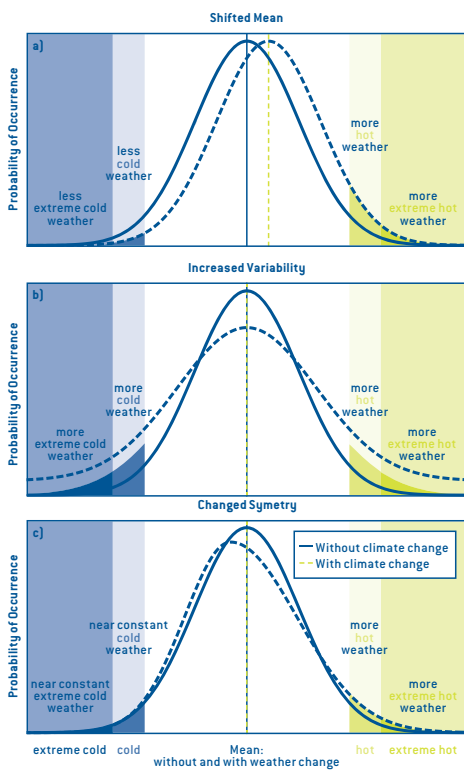 Shifted Mean
a)
Probability of Occurrence
less
extreme cold
weather
less
cold
weather
more
hot
weather
more
extreme hot
weather
Increased Variability
b)
Probability of Occurrence
more
extreme cold
weather
more
cold
weather
more
hot
weather
more
extreme hot
weather
Changed Symetry
c)
Probability of Occurrence
Without climate change
With climate change
near constant
extreme cold
weather
near constant
cold
weather
more
hot
weather
more
extreme hot
weather
extreme cold
cold
Mean:
without and with weather change
hot
extreme hot